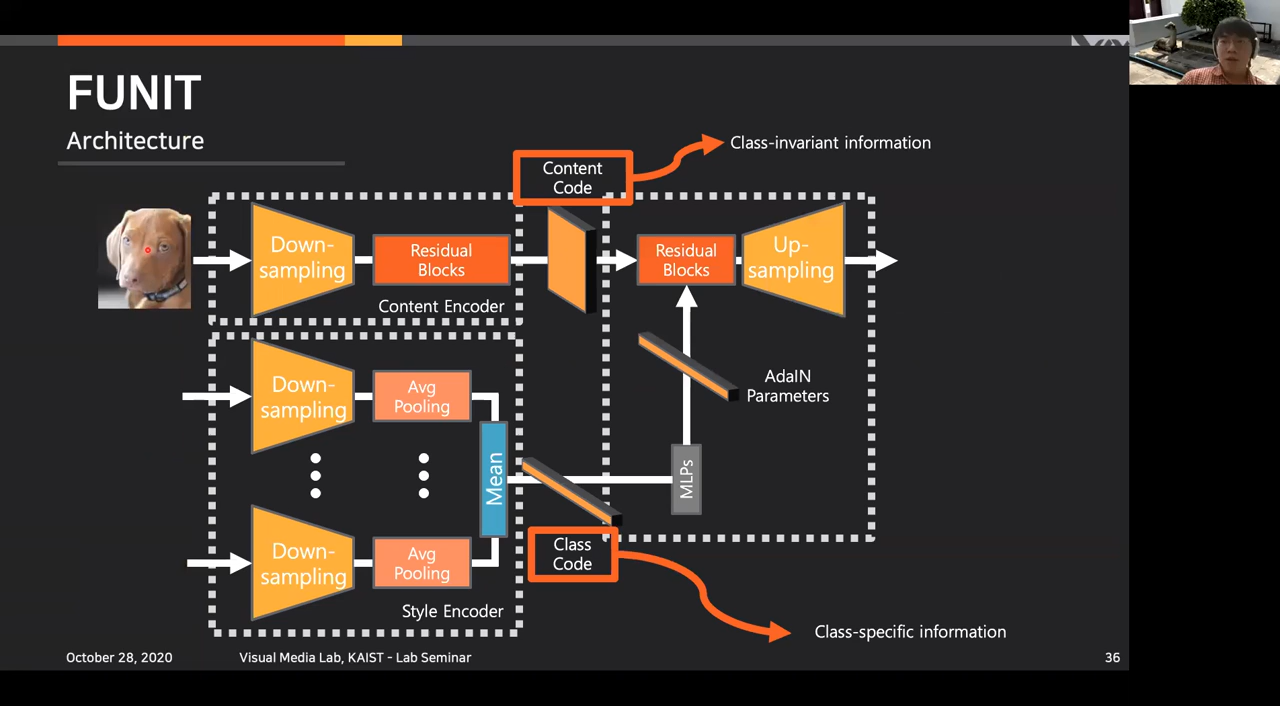 FUNIT
Architecture
Content
Code
Class-invariant information
Down-
sampling
Residual
Blocks
Content Encoder
Residual
Blocks
Up-
sampling
Down-
sampling
Avg
Pooling
AdaIN
Parameters
Mean
MLPs
Down-
sampling
Avg
Pooling
Style Encoder
Class
Code
Class-specific information
October 28, 2020
Visual Media Lab, KAIST - Lab Seminar
36